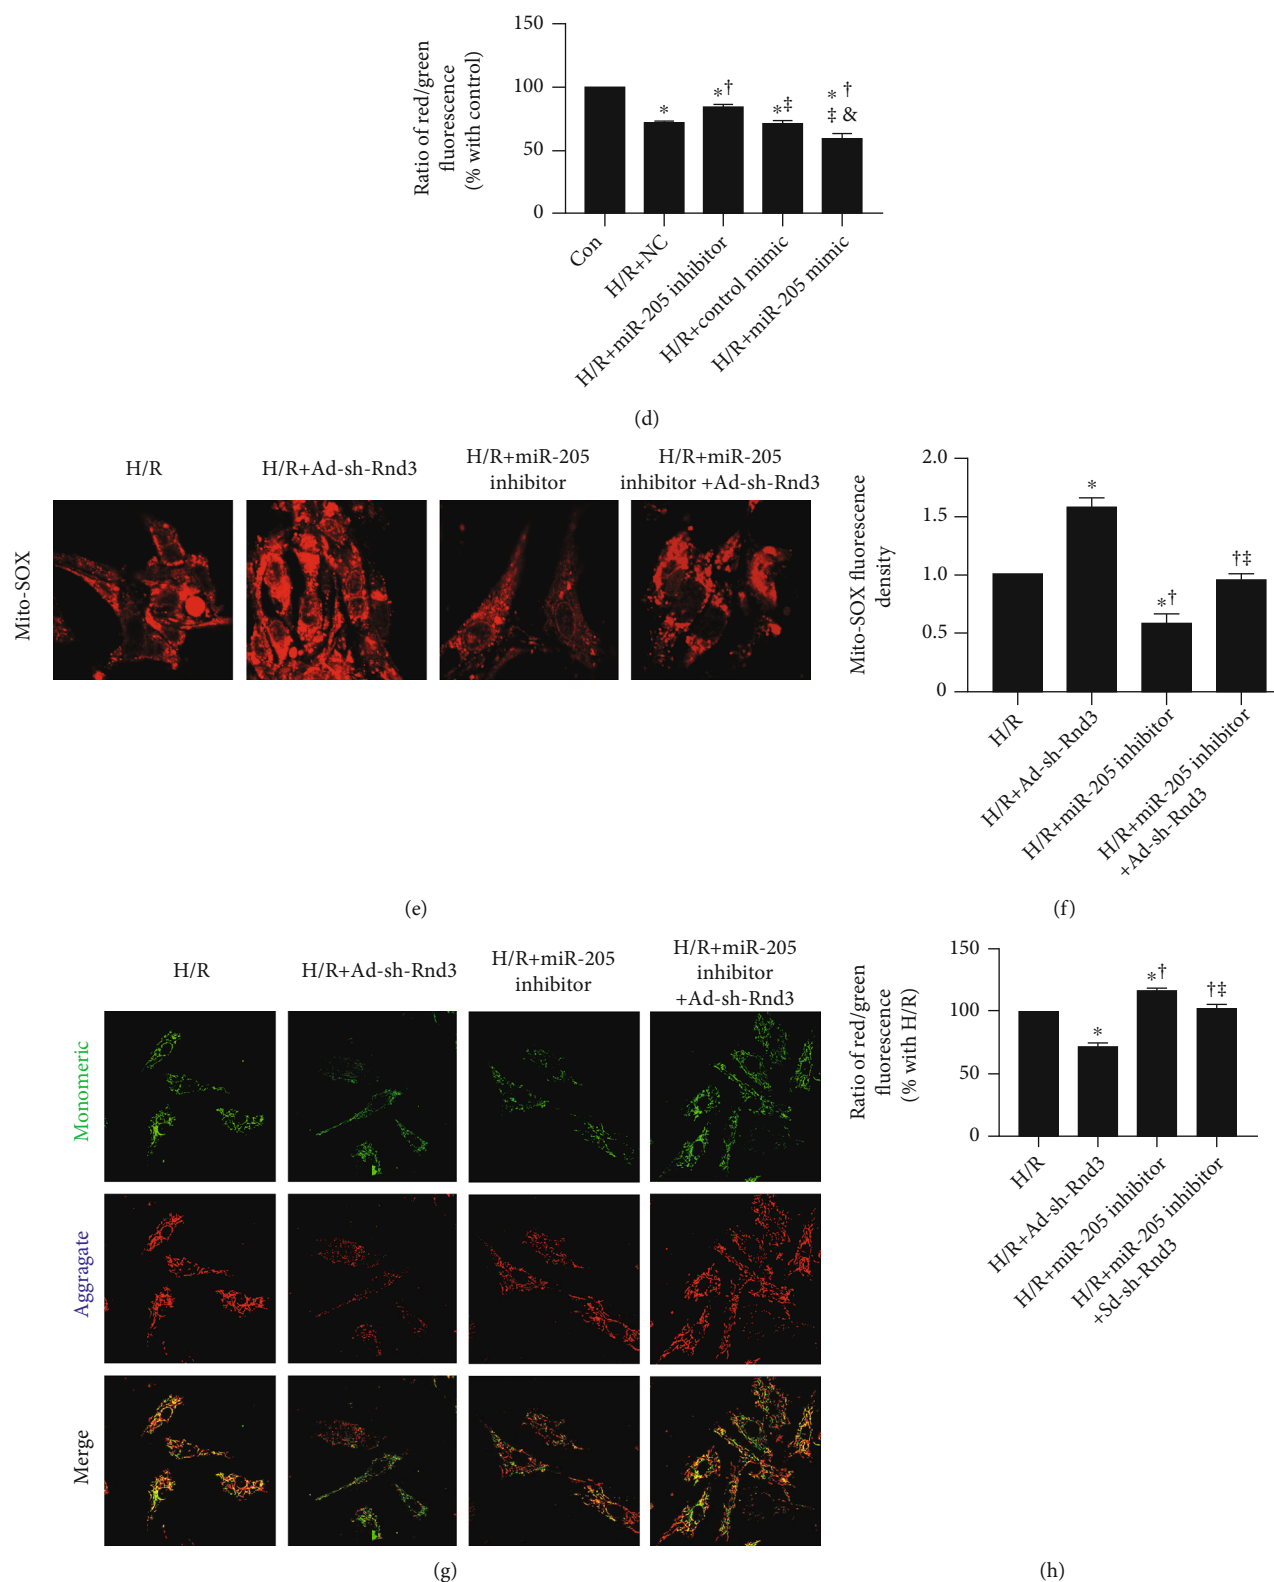 Ratio of red/green
fluorescence
(% with control)
150
100
50
0
*
*†
*‡
* †
‡ &
Con
H/R+NC
H/R+miR-205 inhibitor
H/R+control mimic
H/R+miR-205 mimic
(d)
H/R
H/R+Ad-sh-Rnd3
H/R+miR-205
inhibitor
H/R+miR-205
inhibitor +Ad-sh-Rnd3
Mito-SOX
(e)
Mito-SOX fluorescence
density
2.0
1.5
1.0
0.5
0
*
*†
†‡
H/R
H/R+Ad-sh-Rnd3
H/R+miR-205 inhibitor
H/R+miR-205 inhibitor
+Ad-sh-Rnd3
(f)
H/R
H/R+Ad-sh-Rnd3
H/R+miR-205
inhibitor
H/R+miR-205
inhibitor
+Ad-sh-Rnd3
Monomeric
Aggragate
Merge
(g)
Ratio of red/green
fluorescence
(% with H/R)
150
100
50
0
*
*†
†‡
H/R
H/R+Ad-sh-Rnd3
H/R+miR-205 inhibitor
H/R+miR-205 inhibitor
+Sd-sh-Rnd3
(h)